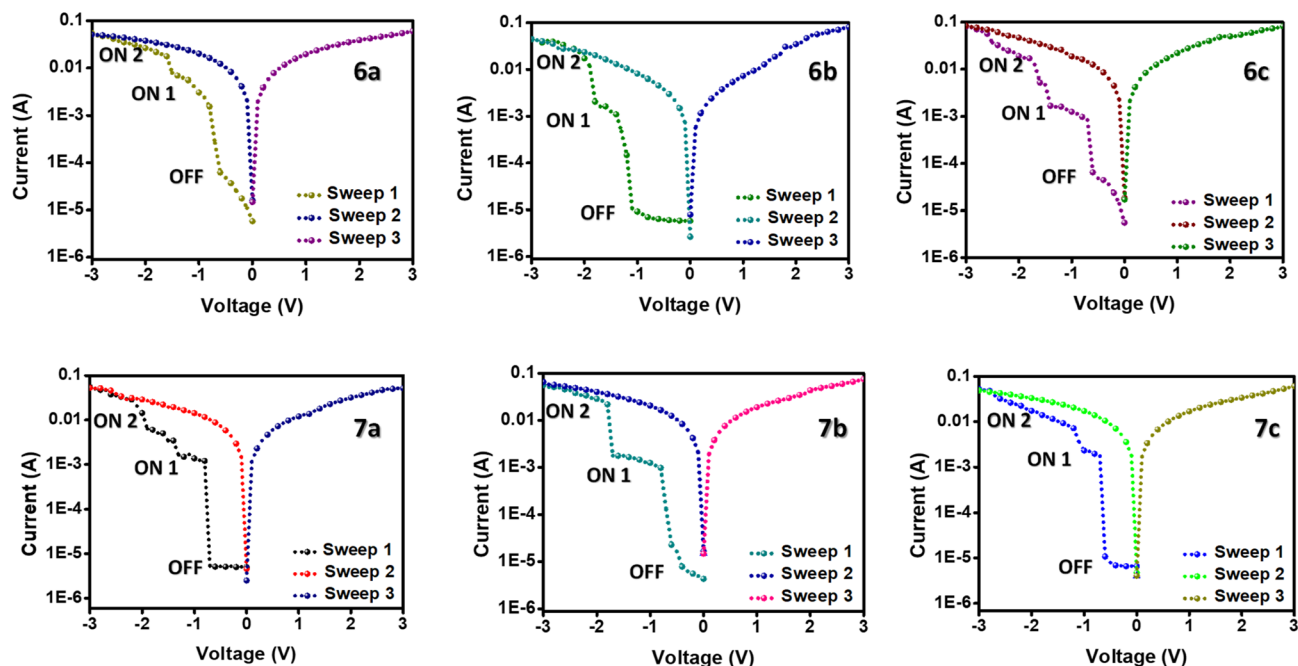 0.1
0.01
1E-3
1E-4
1E-5
1E-6
-3 -2 -1 0 1 2 3
Current (A)
Voltage (V)
ON 2
ON 1
OFF
6a
Sweep 1
Sweep 2
Sweep 3
0.1
0.01
1E-3
1E-4
1E-5
1E-6
-3 -2 -1 0 1 2 3
Current (A)
Voltage (V)
ON 2
ON 1
OFF
6b
Sweep 1
Sweep 2
Sweep 3
0.1
0.01
1E-3
1E-4
1E-5
1E-6
-3 -2 -1 0 1 2 3
Current (A)
Voltage (V)
ON 2
ON 1
OFF
6c
Sweep 1
Sweep 2
Sweep 3
0.1
0.01
1E-3
1E-4
1E-5
1E-6
-3 -2 -1 0 1 2 3
Current (A)
Voltage (V)
ON 2
ON 1
OFF
7a
Sweep 1
Sweep 2
Sweep 3
0.1
0.01
1E-3
1E-4
1E-5
1E-6
-3 -2 -1 0 1 2 3
Current (A)
Voltage (V)
ON 2
ON 1
OFF
7b
Sweep 1
Sweep 2
Sweep 3
0.1
0.01
1E-3
1E-4
1E-5
1E-6
-3 -2 -1 0 1 2 3
Current (A)
Voltage (V)
ON 2
ON 1
OFF
7c
Sweep 1
Sweep 2
Sweep 3